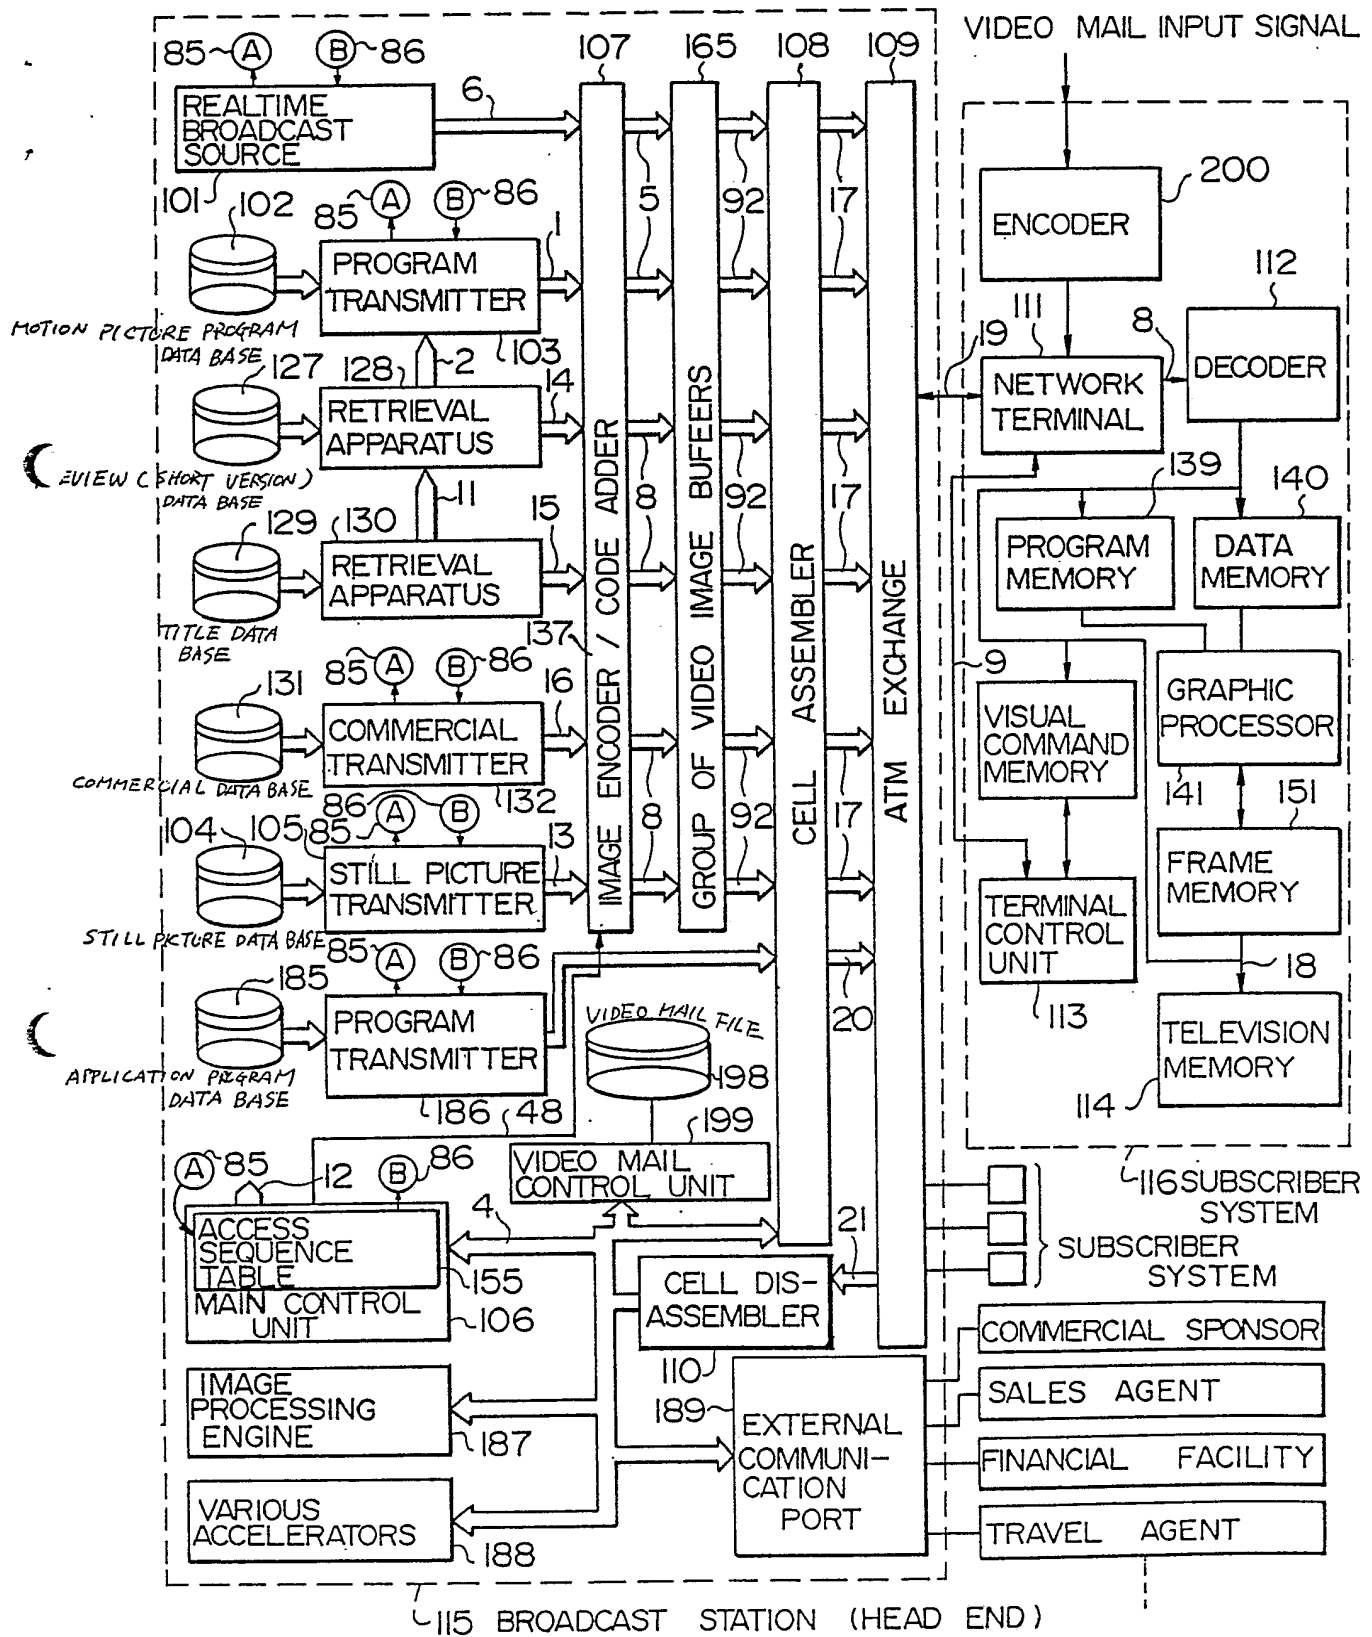 VIDEO MAIL INPUT SIGNAL
85 A B 86
107 165 108 109
REALTIME
BROADCAST
SOURCE
6
101
5 92 17
102
85 A B 86
PROGRAM
TRANSMITTER
1
103
MOTION PICTURE PROGRAM
DATA BASE
2
127
128
RETRIEVAL
APPARATUS
14
8 92 17
EVIEW (SHORT VERSION)
DATA BASE
11
129
130
RETRIEVAL
APPARATUS
15
TITLE DATA
BASE
137
131
85 A B 86
COMMERCIAL
TRANSMITTER
16
132
COMMERCIAL DATA BASE
8 92 17
104
105
86
85 A B
STILL PICTURE
TRANSMITTER
13
STILL PICTURE DATA BASE
185
85 A B 86
PROGRAM
TRANSMITTER
186
APPLICATION PROGRAM
DATA BASE
48
20
IMAGE ENCODER / CODE ADDER
GROUP OF VIDEO IMAGE BUFEERS
CELL ASSEMBLER
ATM EXCHANGE
VIDEO MAIL FILE
198
199
VIDEO MAIL
CONTROL UNIT
A 85
12
B 86
ACCESS
SEQUENCE
TABLE
155
MAIN CONTROL
UNIT
106
4
21
CELL DIS-
ASSEMBLER
110
IMAGE
PROCESSING
ENGINE
187
VARIOUS
ACCELERATORS
188
189
EXTERNAL
COMMUNI-
CATION
PORT
115 BROADCAST STATION (HEAD END)
ENCODER
200
111
19
NETWORK
TERMINAL
8
112
DECODER
139
PROGRAM
MEMORY
140
DATA
MEMORY
9
VISUAL
COMMAND
MEMORY
GRAPHIC
PROCESSOR
141
151
FRAME
MEMORY
TERMINAL
CONTROL
UNIT
113
18
TELEVISION
MEMORY
114
116 SUBSCRIBER
SYSTEM
SUBSCRIBER
SYSTEM
COMMERCIAL SPONSOR
SALES AGENT
FINANCIAL FACILITY
TRAVEL AGENT